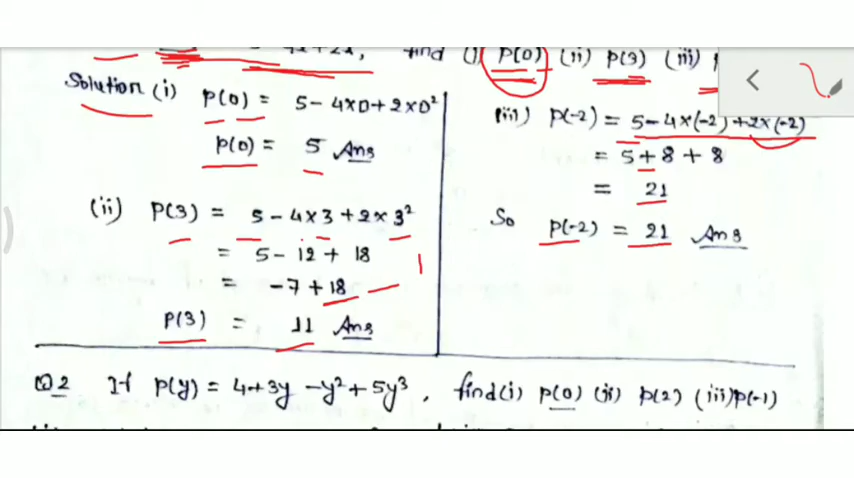 find (i) P(0) (ii) P(3) (iii)
Solution (i) P(0) = 5 - 4×0 + 2×0²
P(0) = 5 Ans
(ii) P(3) = 5 - 4×3 + 2×3²
= 5 - 12 + 18
= -7 + 18
P(3) = 11 Ans
(iii) P(-2) = 5 - 4×(-2) + 2×(-2)
= 5 + 8 + 8
= 21
So P(-2) = 21 Ans
Q2 If P(y) = 4+3y -y² + 5y³, find (i) P(0) (ii) P(2) (iii) P(-1)